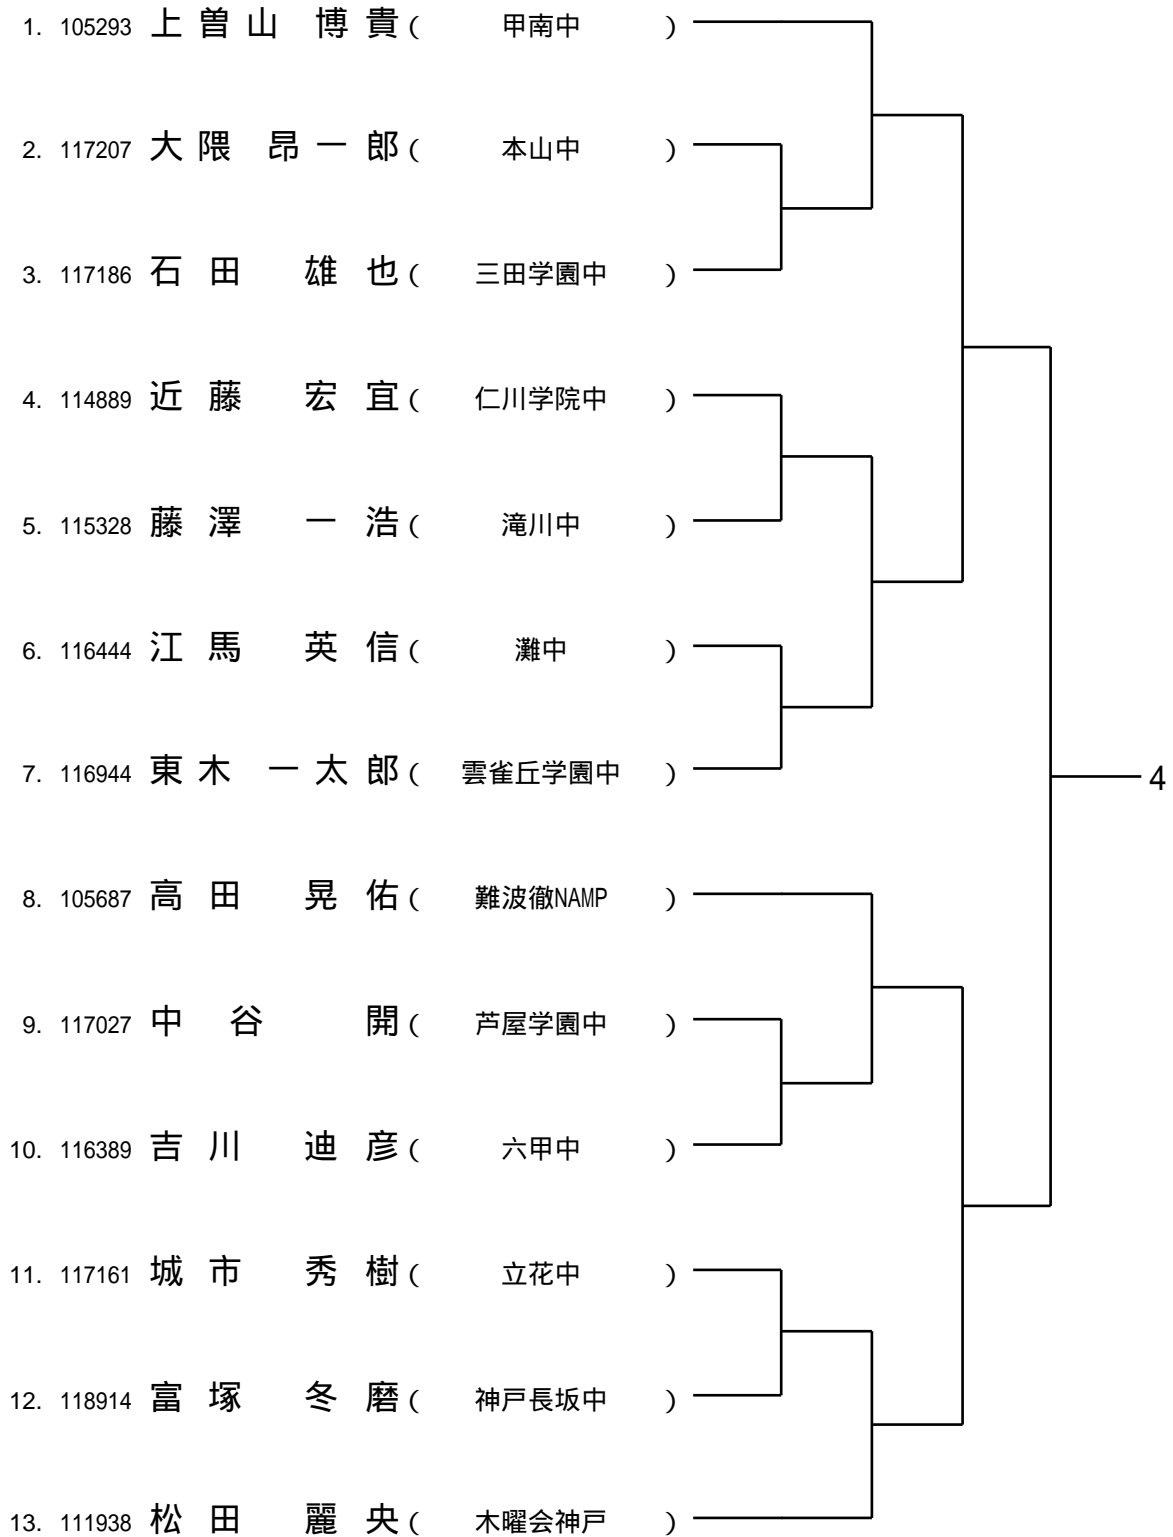 1. 105293 上曽山 博貴 ( 甲南中 )
2. 117207 大隈 昂一郎 ( 本山中 )
3. 117186 石田 雄也 ( 三田学園中 )
4. 114889 近藤 宏宜 ( 仁川学院中 )
5. 115328 藤澤 一浩 ( 滝川中 )
6. 116444 江馬 英信 ( 灘中 )
7. 116944 東木 一太郎 ( 雲雀丘学園中 )
4
8. 105687 高田 晃佑 ( 難波徹NAMP )
9. 117027 中谷 開 ( 芦屋学園中 )
10. 116389 吉川 迪彦 ( 六甲中 )
11. 117161 城市 秀樹 ( 立花中 )
12. 118914 富塚 冬磨 ( 神戸長坂中 )
13. 111938 松田 麗央 ( 木曜会神戸 )